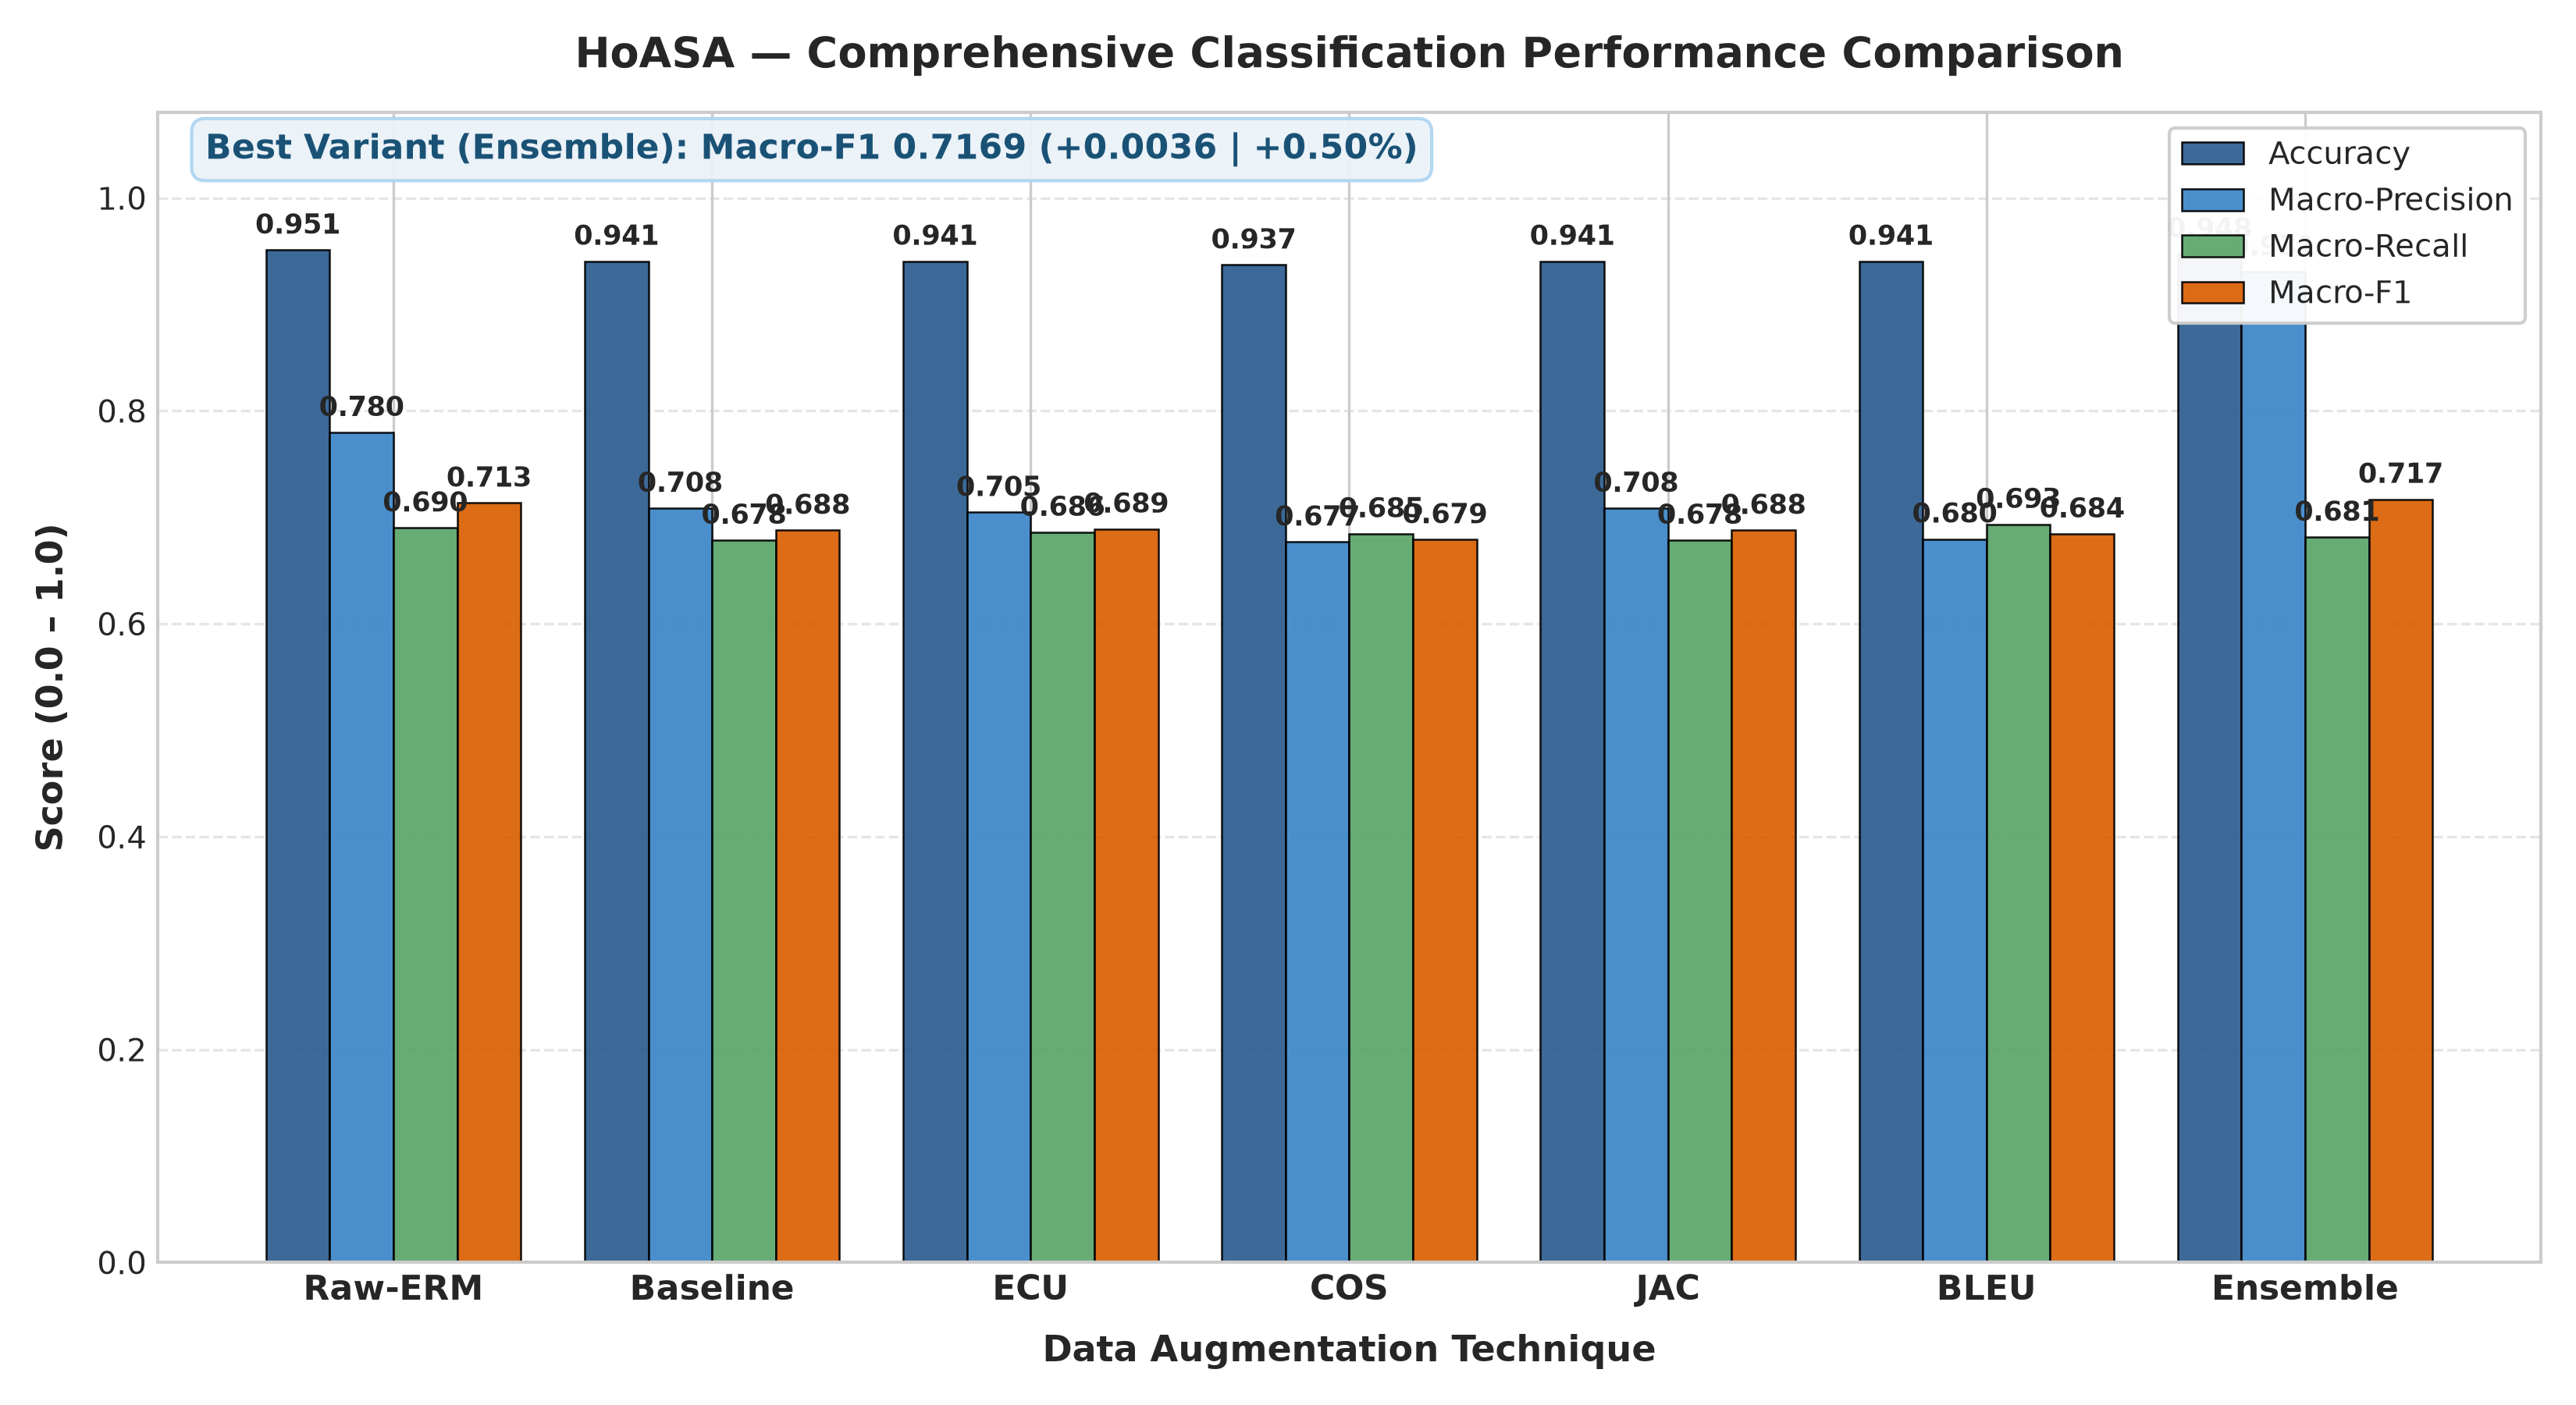 HoASA — Comprehensive Classification Performance Comparison
Best Variant (Ensemble): Macro-F1 0.7169 (+0.0036 | +0.50%)
Accuracy
Macro-Precision
Macro-Recall
Macro-F1
Score (0.0 – 1.0)
1.0
0.8
0.6
0.4
0.2
0.0
0.951
0.780
0.690
0.713
0.941
0.708
0.678
0.688
0.941
0.705
0.686
0.689
0.937
0.677
0.685
0.679
0.941
0.708
0.678
0.688
0.941
0.680
0.693
0.684
0.948
0.681
0.717
Raw-ERM
Baseline
ECU
COS
JAC
BLEU
Ensemble
Data Augmentation Technique